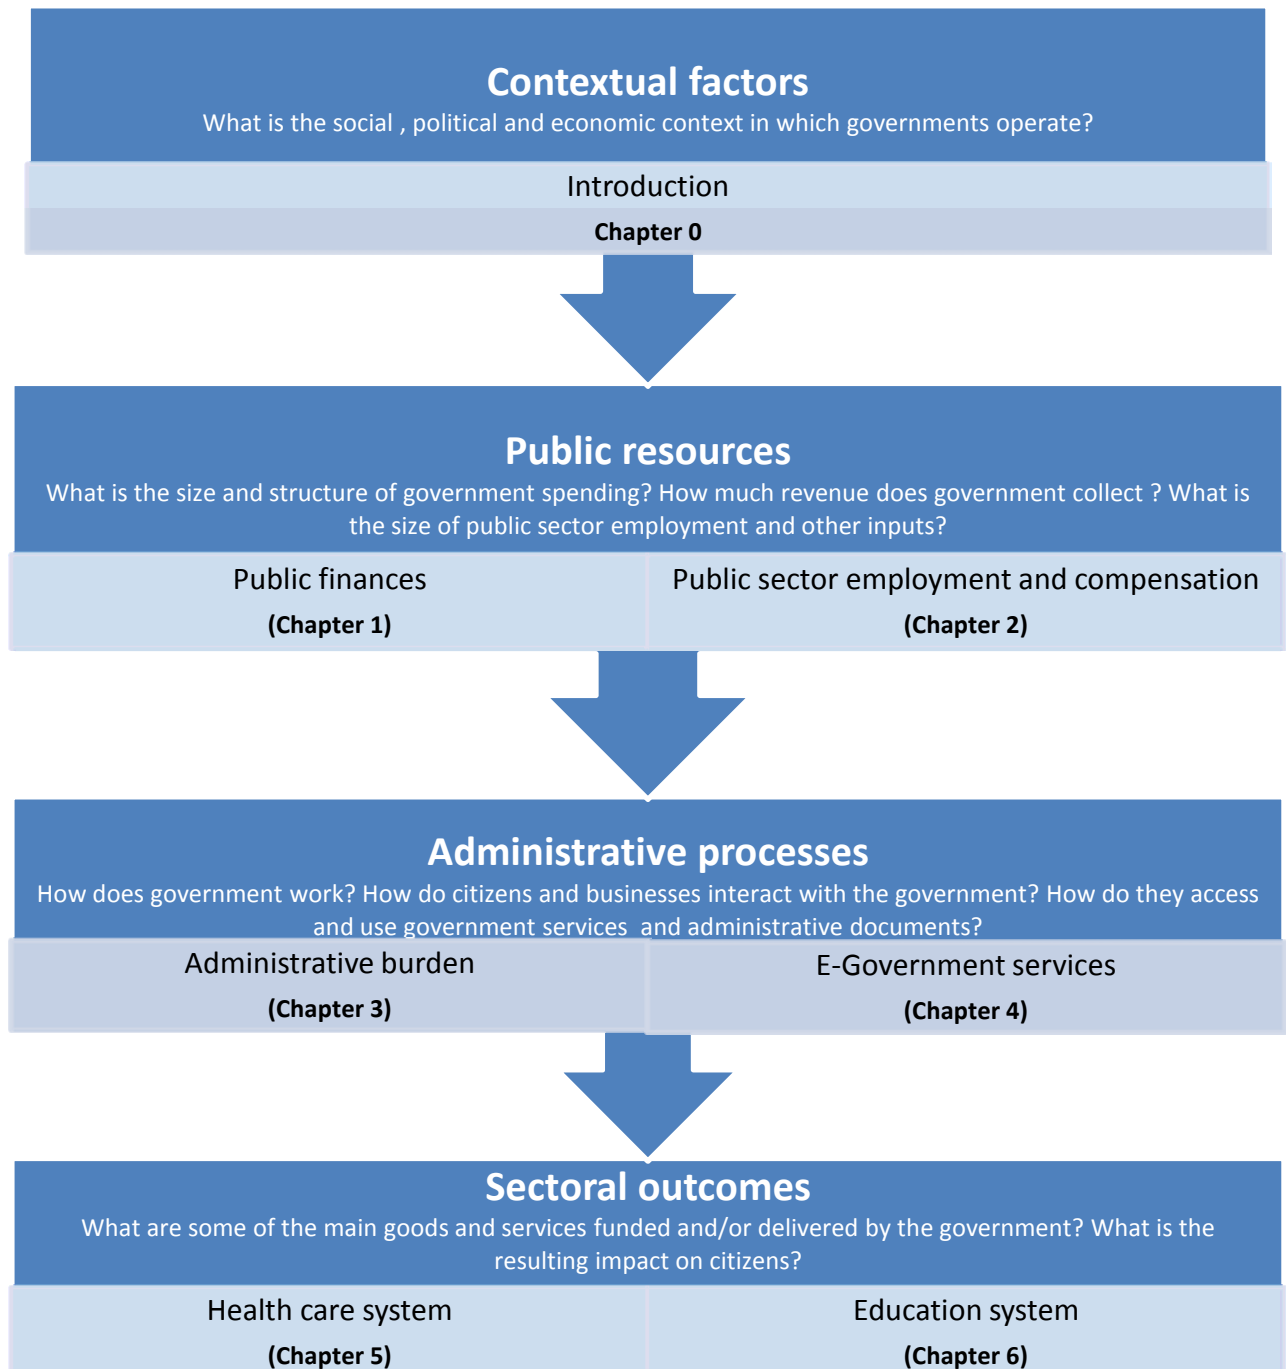 Contextual factors
What is the social , political and economic context in which governments operate?
Introduction
Chapter 0
Public resources
What is the size and structure of government spending? How much revenue does government collect ? What is
the size of public sector employment and other inputs?
Public finances
(Chapter 1)
Public sector employment and compensation
(Chapter 2)
Administrative processes
How does government work? How do citizens and businesses interact with the government? How do they access
and use government services  and administrative documents?
Administrative burden
(Chapter 3)
E-Government services
(Chapter 4)
Sectoral outcomes
What are some of the main goods and services funded and/or delivered by the government? What is the
resulting impact on citizens?
Health care system
(Chapter 5)
Education system
(Chapter 6)